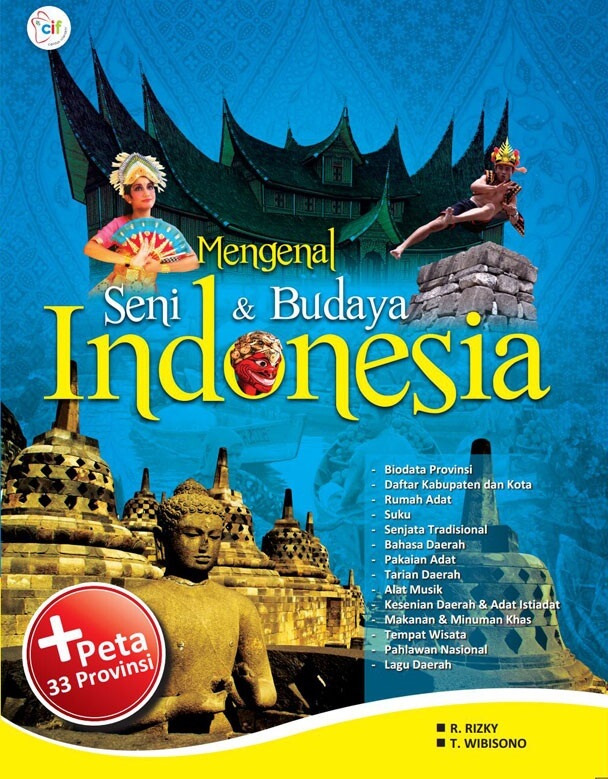 cif
Mengenal
Seni & Budaya
Indonesia
- Biodata Provinsi
- Daftar Kabupaten dan Kota
- Rumah Adat
- Suku
- Senjata Tradisional
- Bahasa Daerah
- Pakaian Adat
- Tarian Daerah
- Alat Musik
- Kesenian Daerah & Adat Istiadat
- Makanan & Minuman Khas
- Tempat Wisata
- Pahlawan Nasional
- Lagu Daerah
+Peta
33 Provinsi
■ R. RIZKY
■ T. WIBISONO